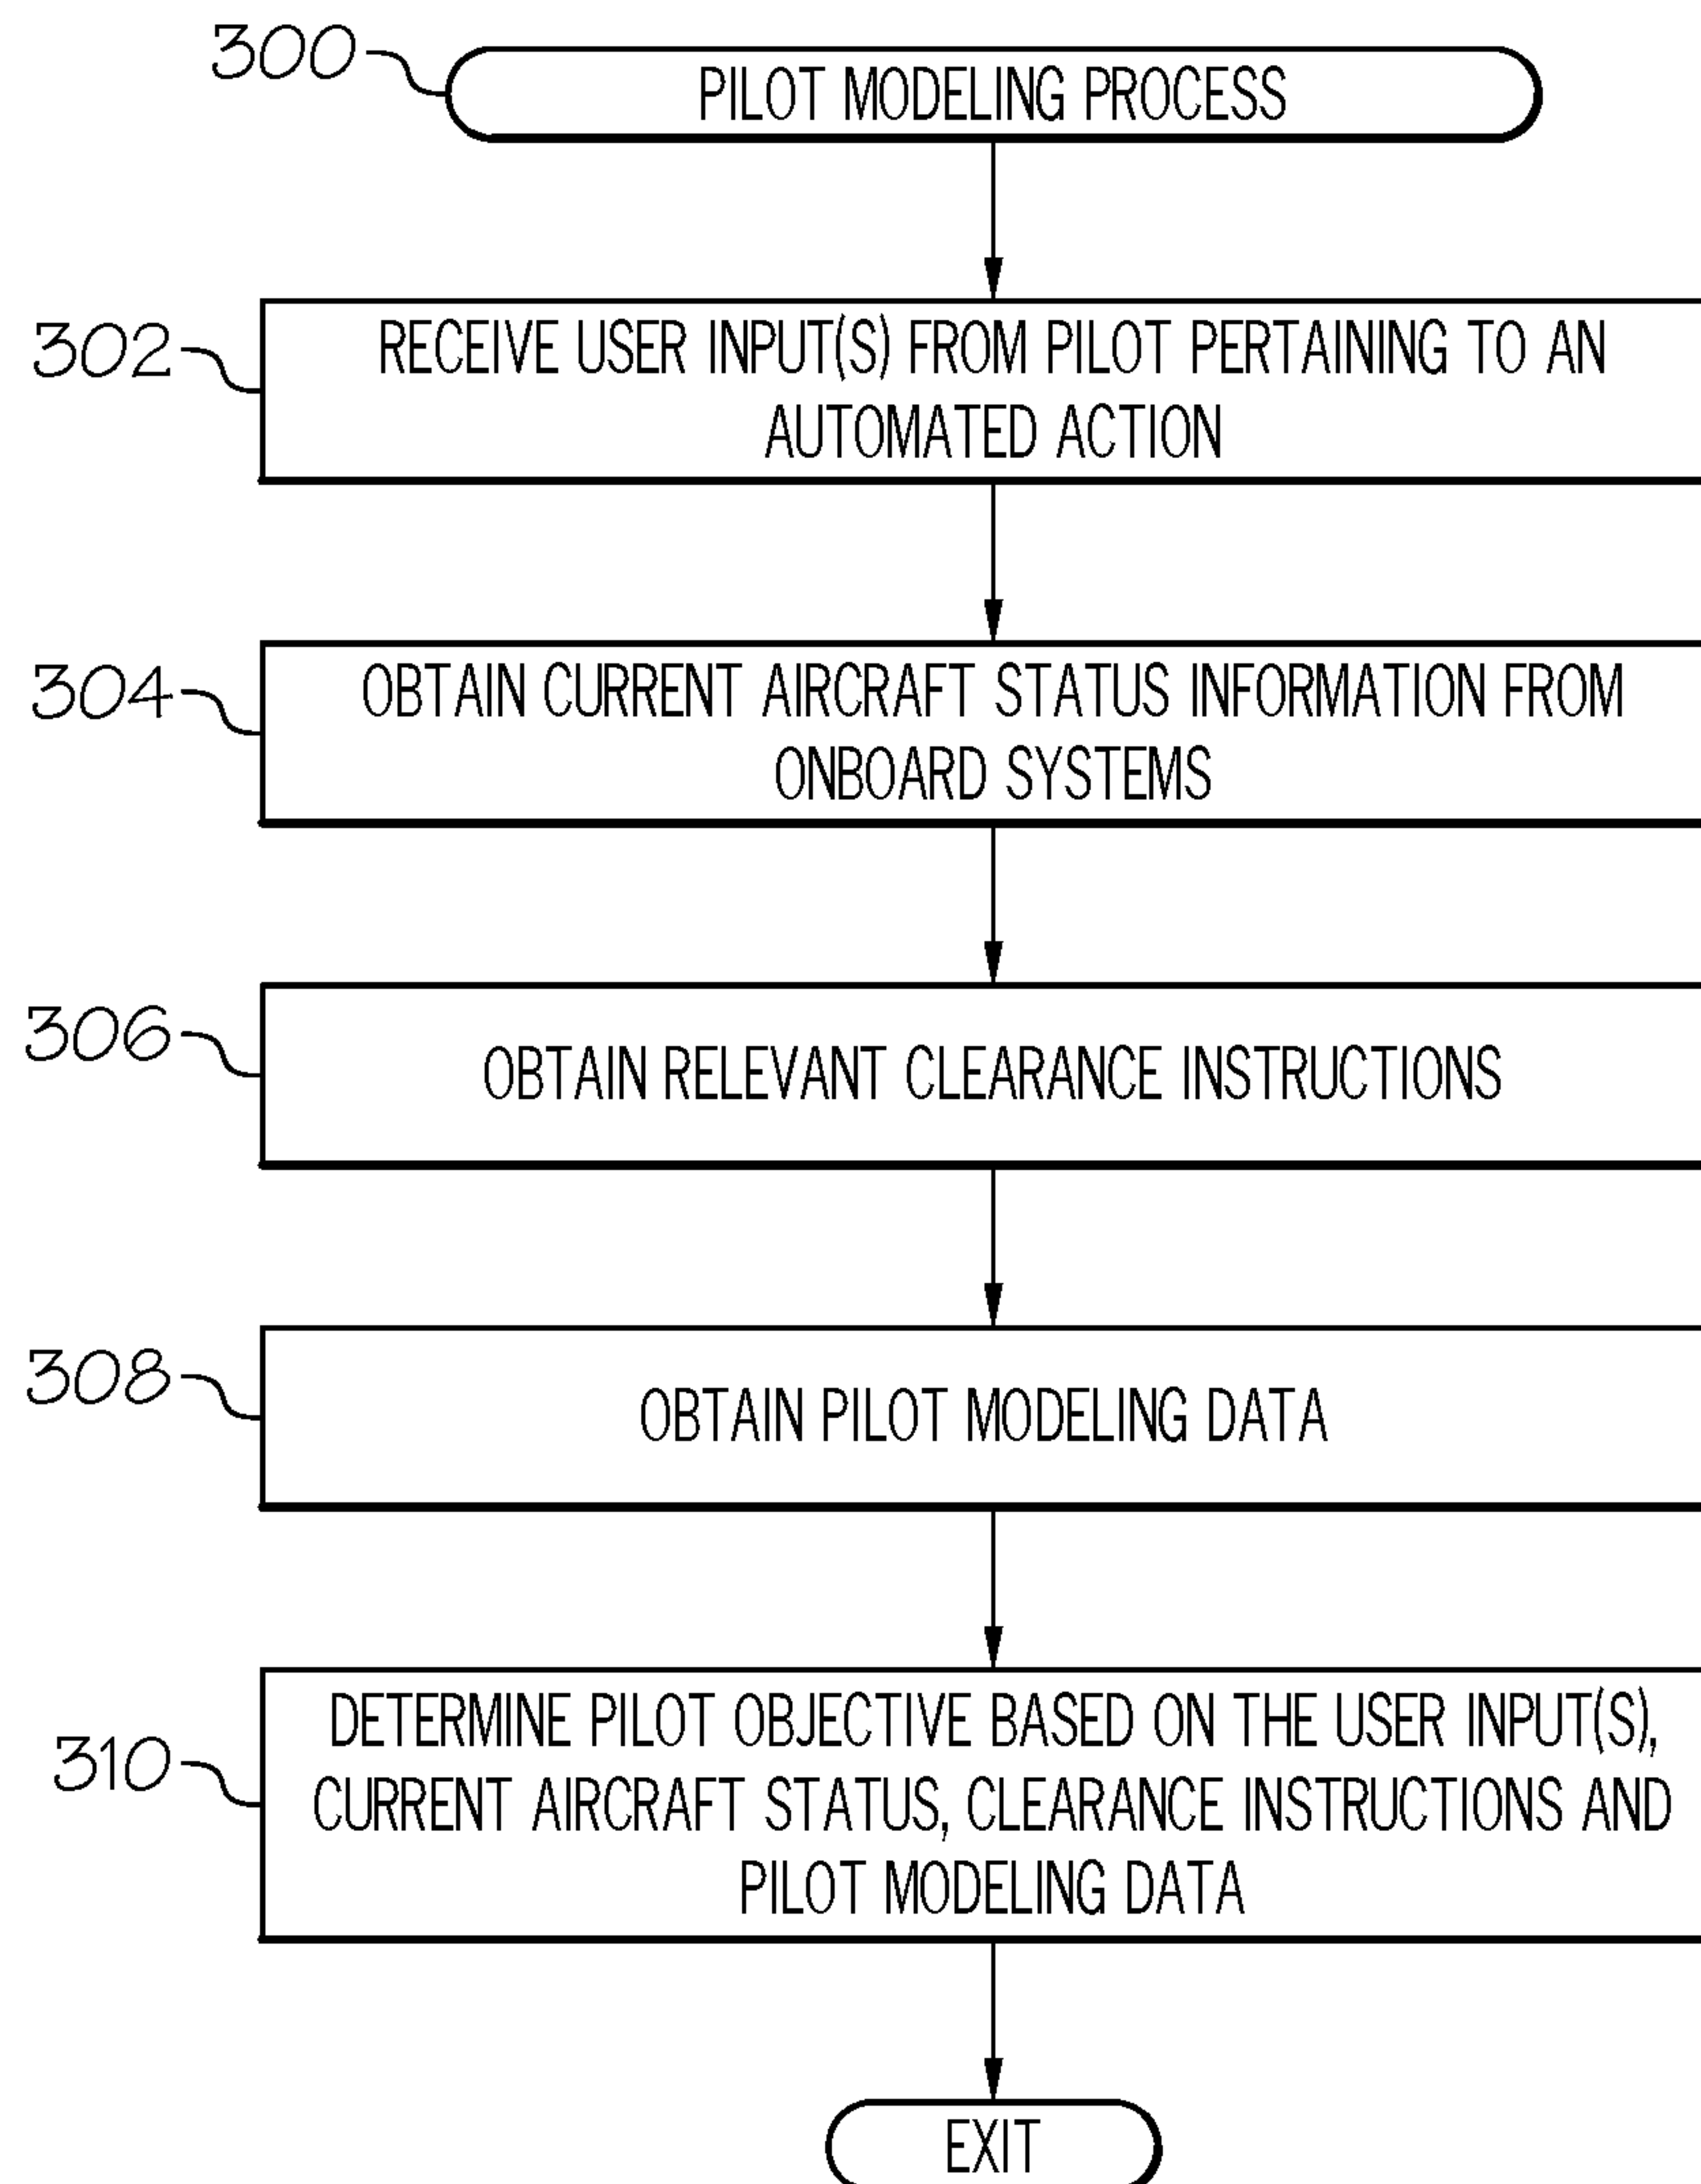 300
PILOT MODELING PROCESS
302
RECEIVE USER INPUT(S) FROM PILOT PERTAINING TO AN
AUTOMATED ACTION
304
OBTAIN CURRENT AIRCRAFT STATUS INFORMATION FROM
ONBOARD SYSTEMS
306
OBTAIN RELEVANT CLEARANCE INSTRUCTIONS
308
OBTAIN PILOT MODELING DATA
310
DETERMINE PILOT OBJECTIVE BASED ON THE USER INPUT(S),
CURRENT AIRCRAFT STATUS, CLEARANCE INSTRUCTIONS AND
PILOT MODELING DATA
EXIT